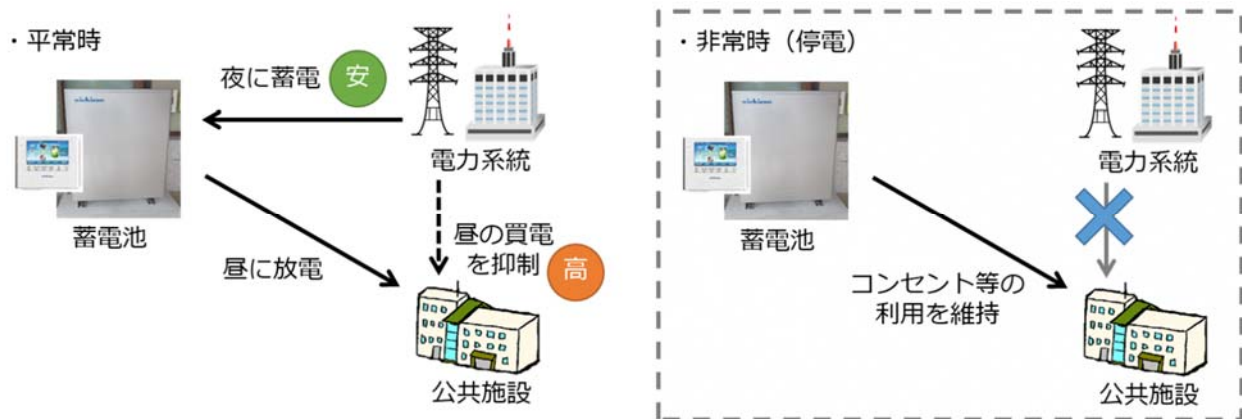 ・平常時
夜に蓄電
安
電力系統
蓄電池
昼に放電
昼の買電
を抑制
高
公共施設
・非常時（停電）
電力系統
蓄電池
コンセント等の
利用を維持
公共施設